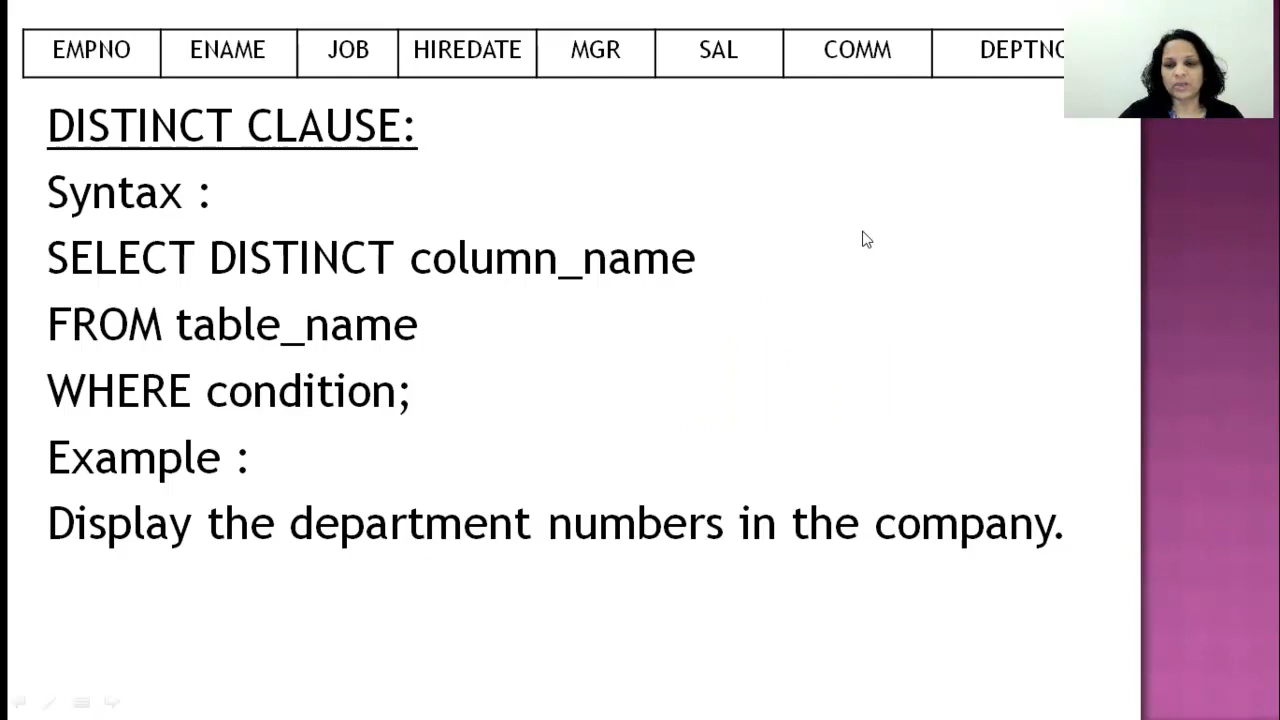 EMPNO ENAME JOB HIREDATE MGR SAL COMM DEPTNO
DISTINCT CLAUSE:
Syntax :
SELECT DISTINCT column_name
FROM table_name
WHERE condition;
Example :
Display the department numbers in the company.